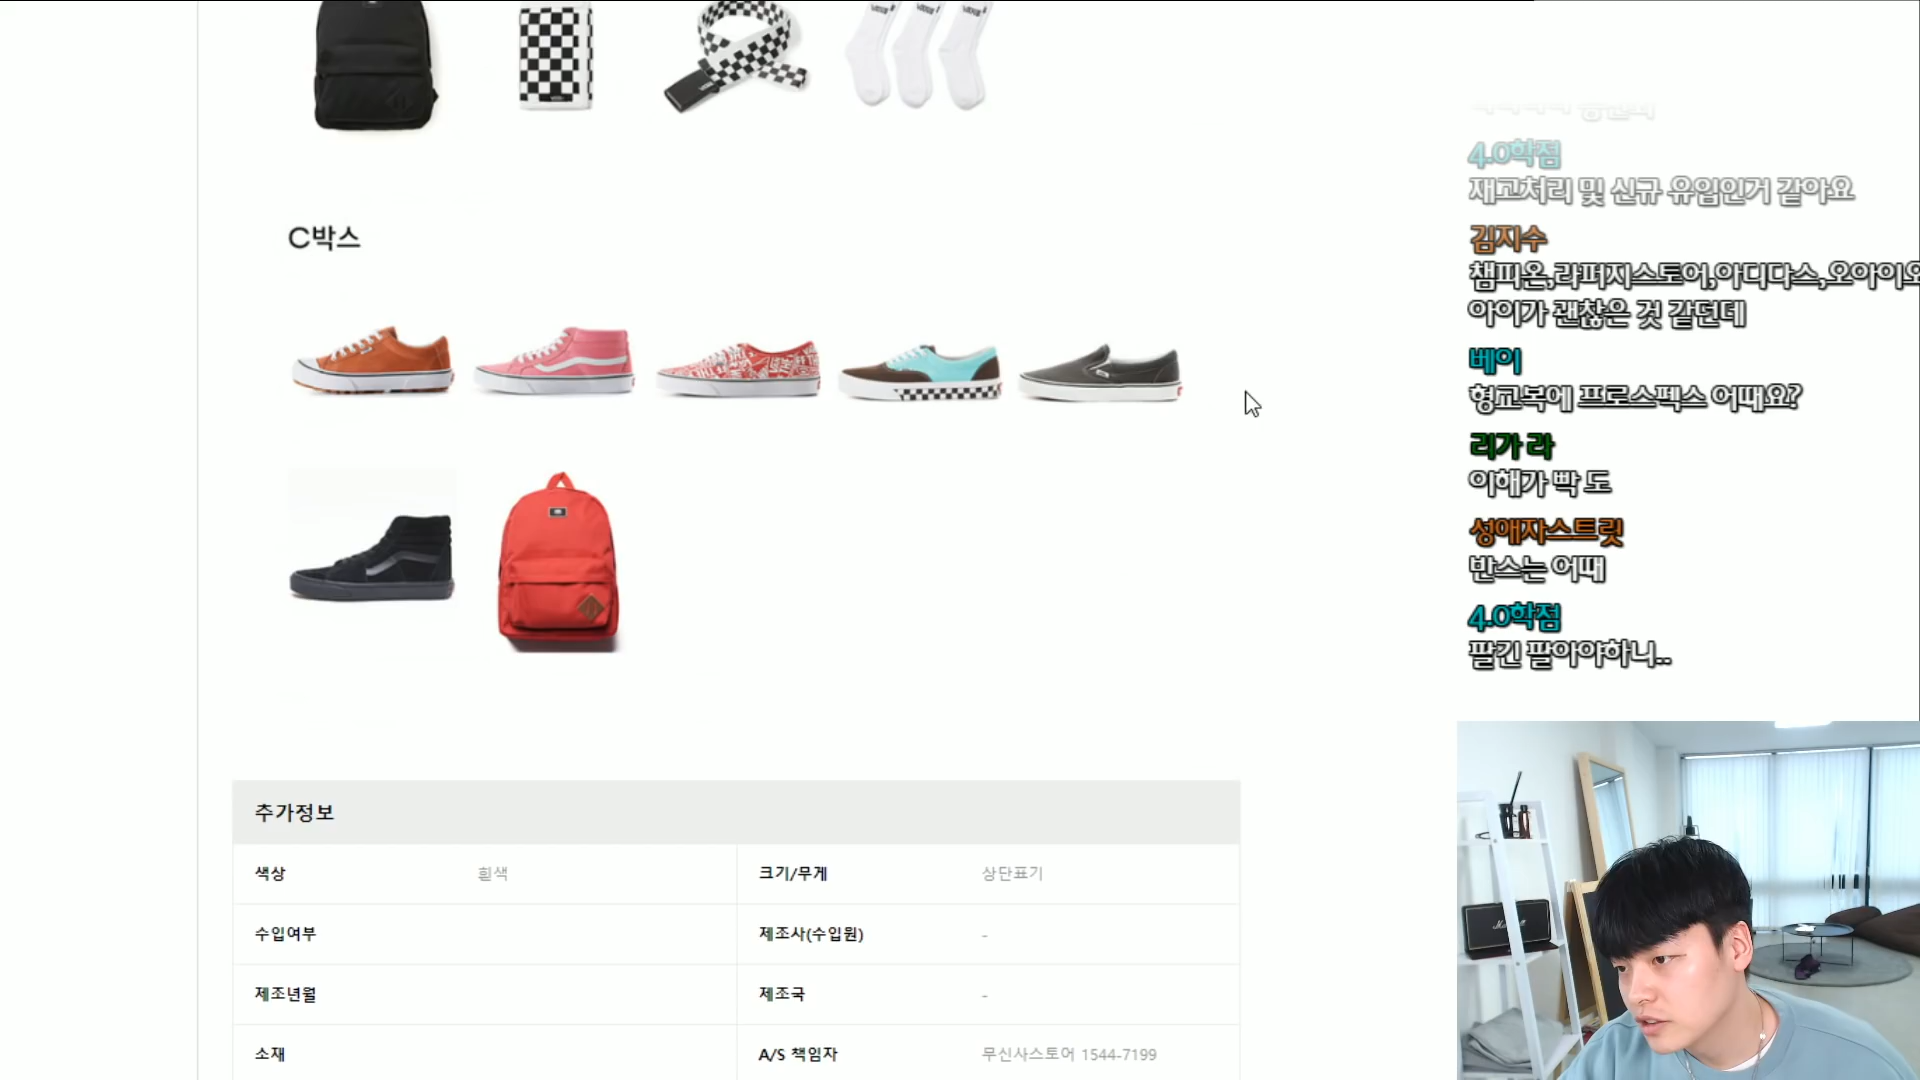 C박스
추가정보
색상 흰색 크기/무게 상단표기
수입여부 제조사(수입원) -
제조년월 제조국 -
소재 A/S 책임자 무신사스토어 1544-7199
4.0학점
재고처리 및 신규 유입인거 같아요
김지수
챔피온,라퍼지스토어,아디다스,오아이오
아이가 괜찮은 것 같던데
베이
형교복에 프로스펙스 어때요?
리가 라
이해가 빡 도
성애자스트릿
반스는 어때
4.0학점
팔긴 팔아야하니..
Marshall